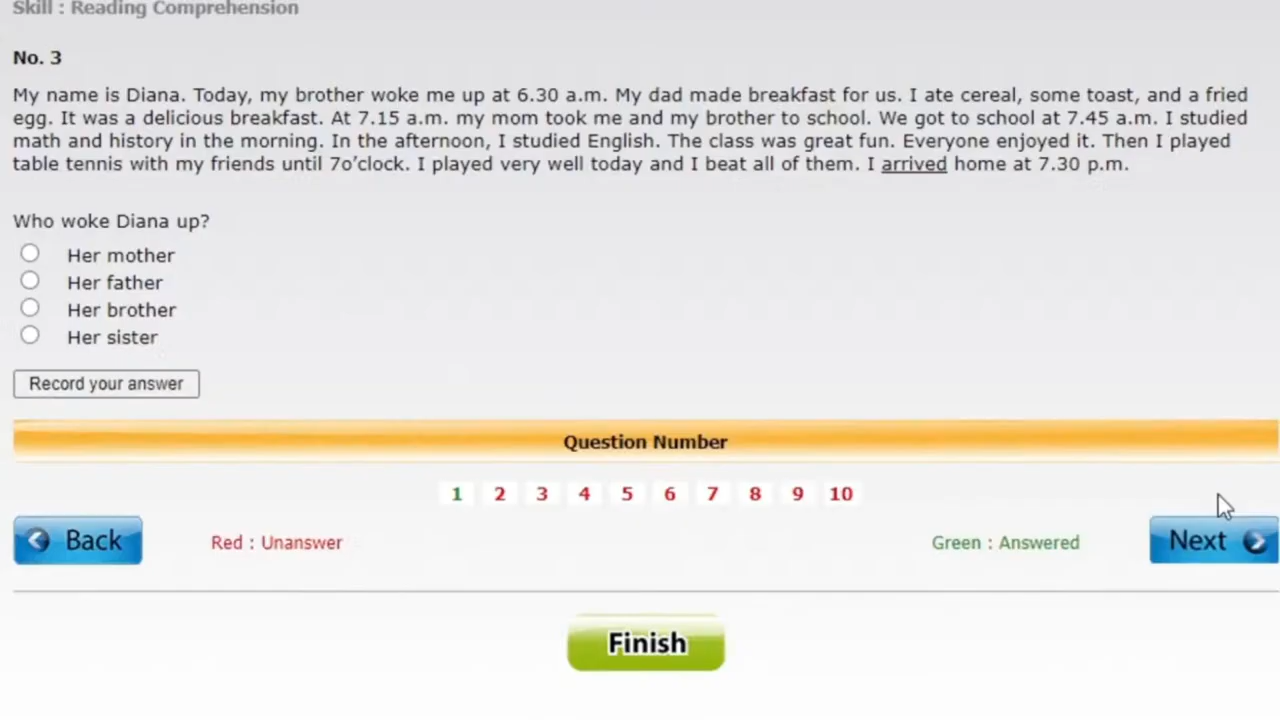 Skill : Reading Comprehension
No. 3
My name is Diana. Today, my brother woke me up at 6.30 a.m. My dad made breakfast for us. I ate cereal, some toast, and a fried
egg. It was a delicious breakfast. At 7.15 a.m. my mom took me and my brother to school. We got to school at 7.45 a.m. I studied
math and history in the morning. In the afternoon, I studied English. The class was great fun. Everyone enjoyed it. Then I played
table tennis with my friends until 7o’clock. I played very well today and I beat all of them. I arrived home at 7.30 p.m.
Who woke Diana up?
Her mother
Her father
Her brother
Her sister
Record your answer
Question Number
1 2 3 4 5 6 7 8 9 10
Back Red : Unanswer Green : Answered Next
Finish